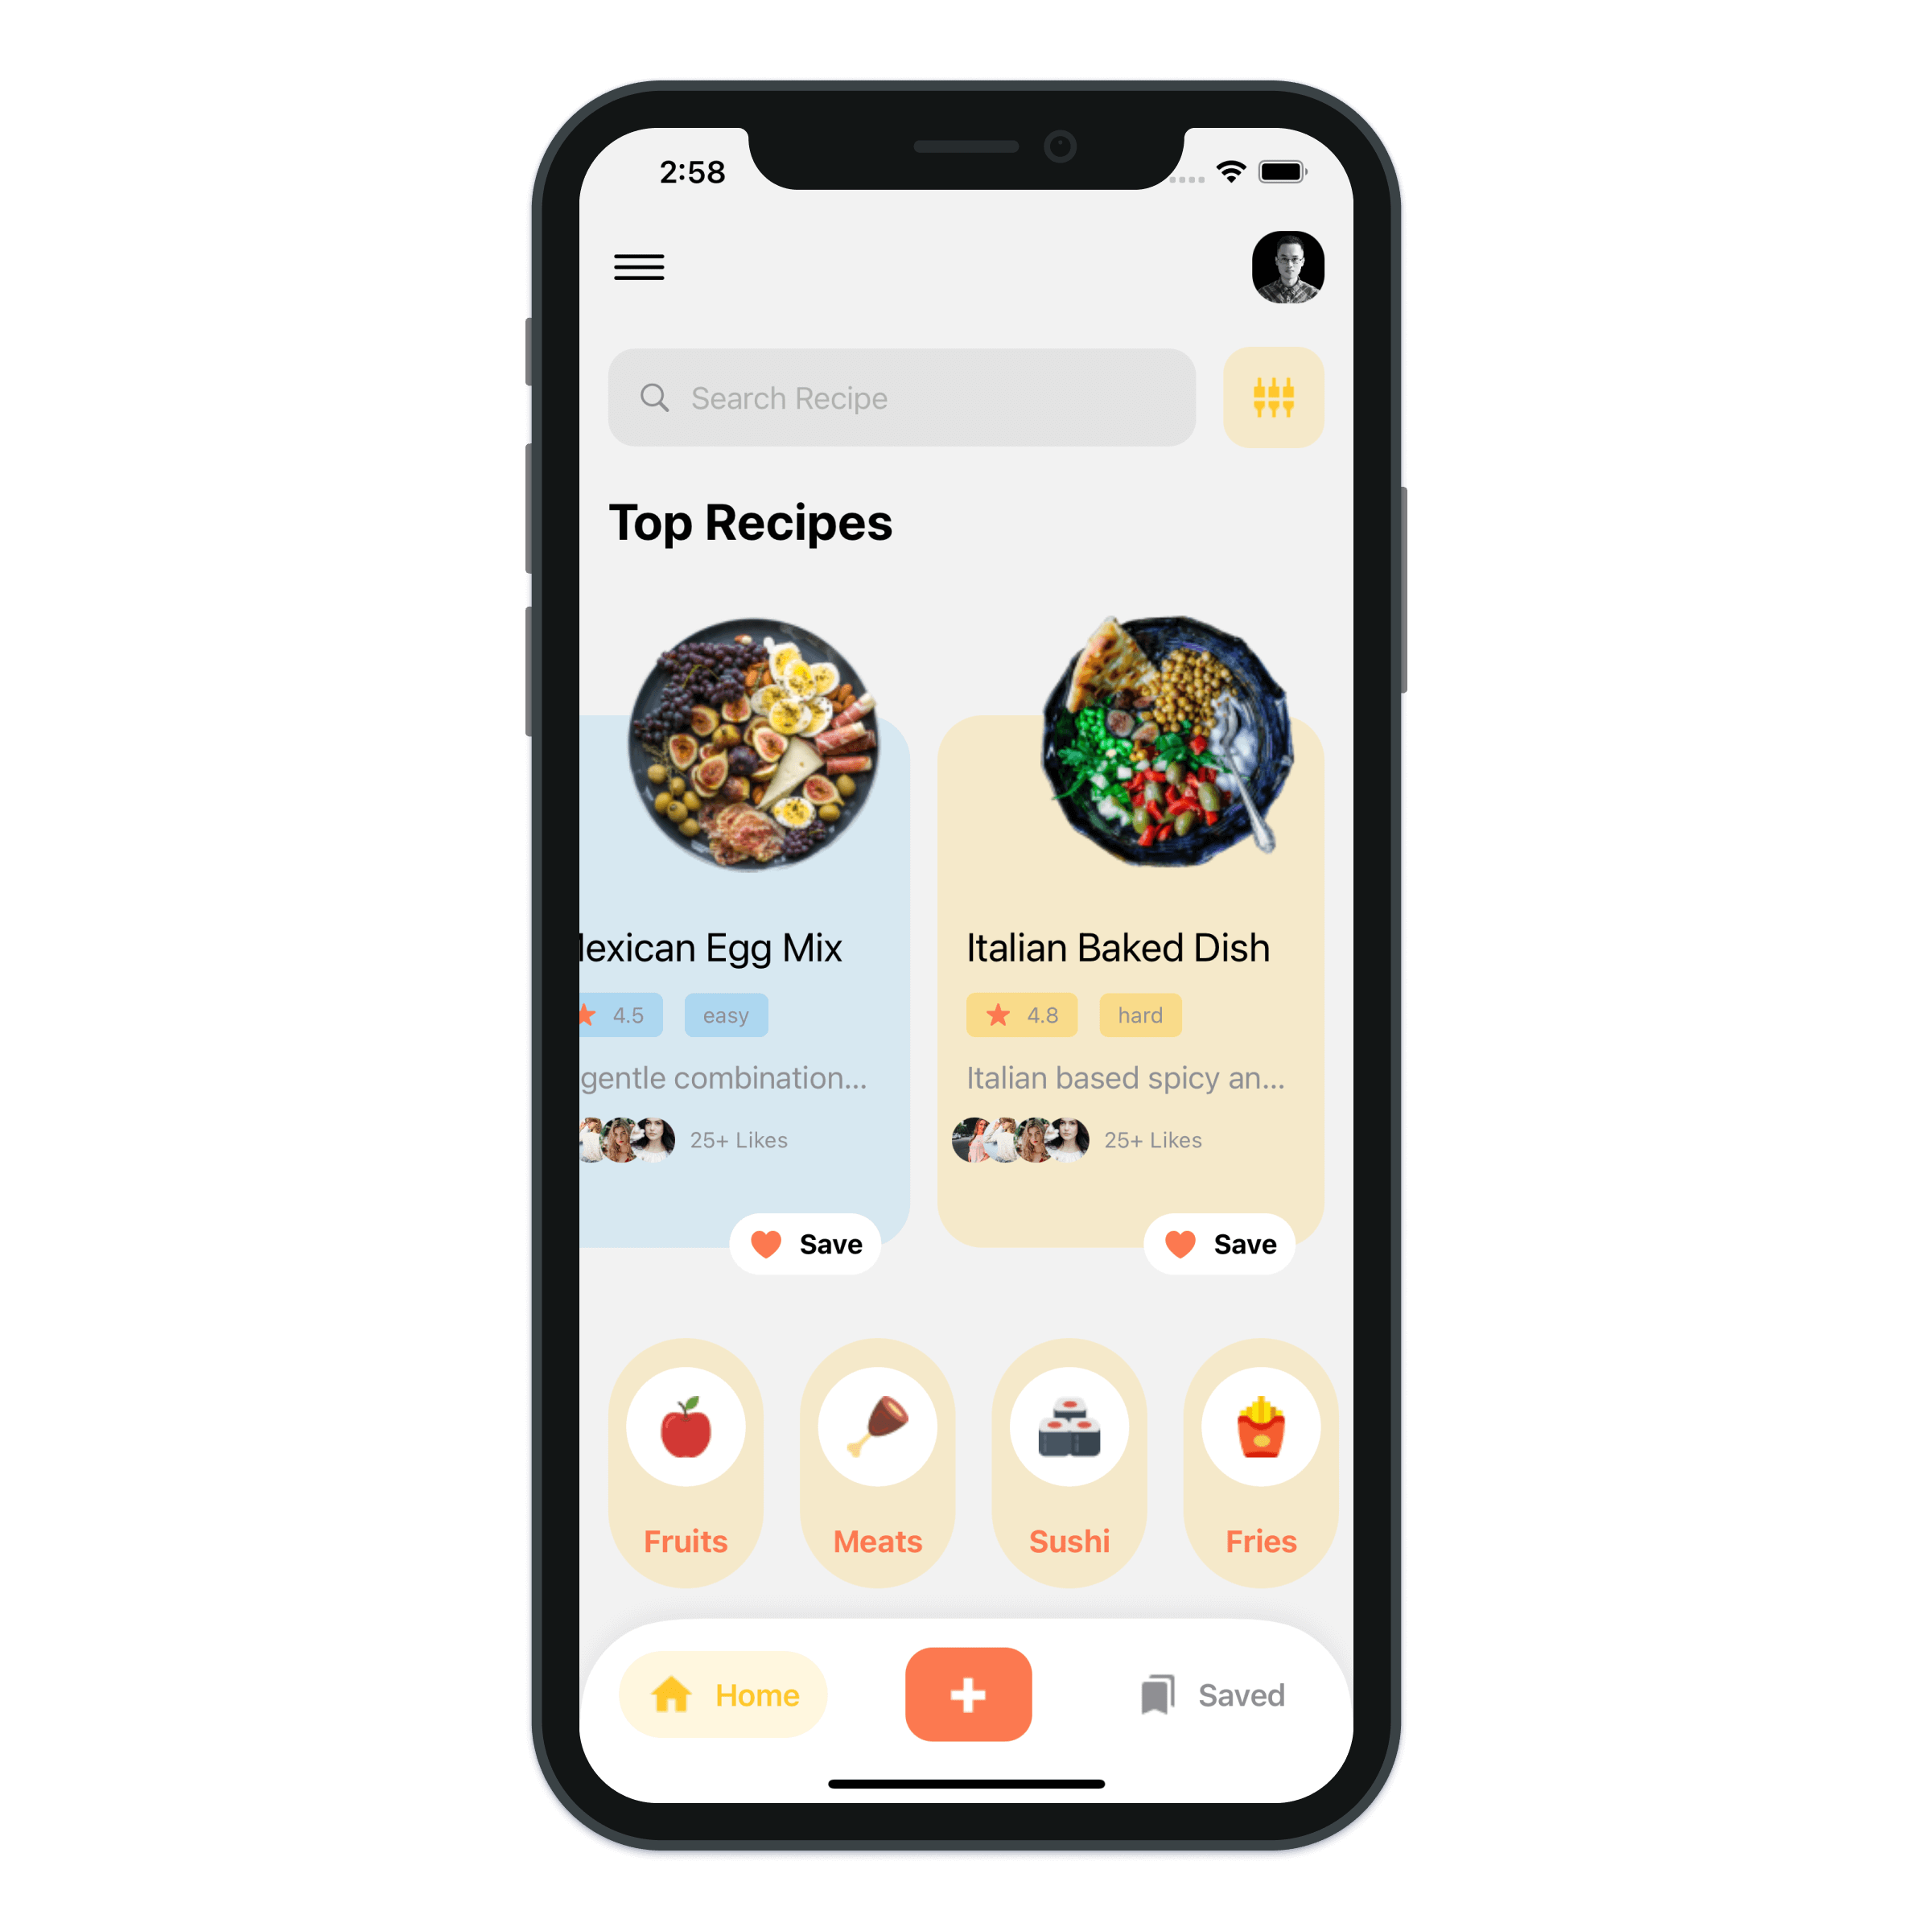 2:58
Search Recipe
Top Recipes
Mexican Egg Mix
4.5
easy
gentle combination...
25+ Likes
Save
Italian Baked Dish
4.8
hard
Italian based spicy an...
25+ Likes
Save
Fruits
Meats
Sushi
Fries
Home
Saved